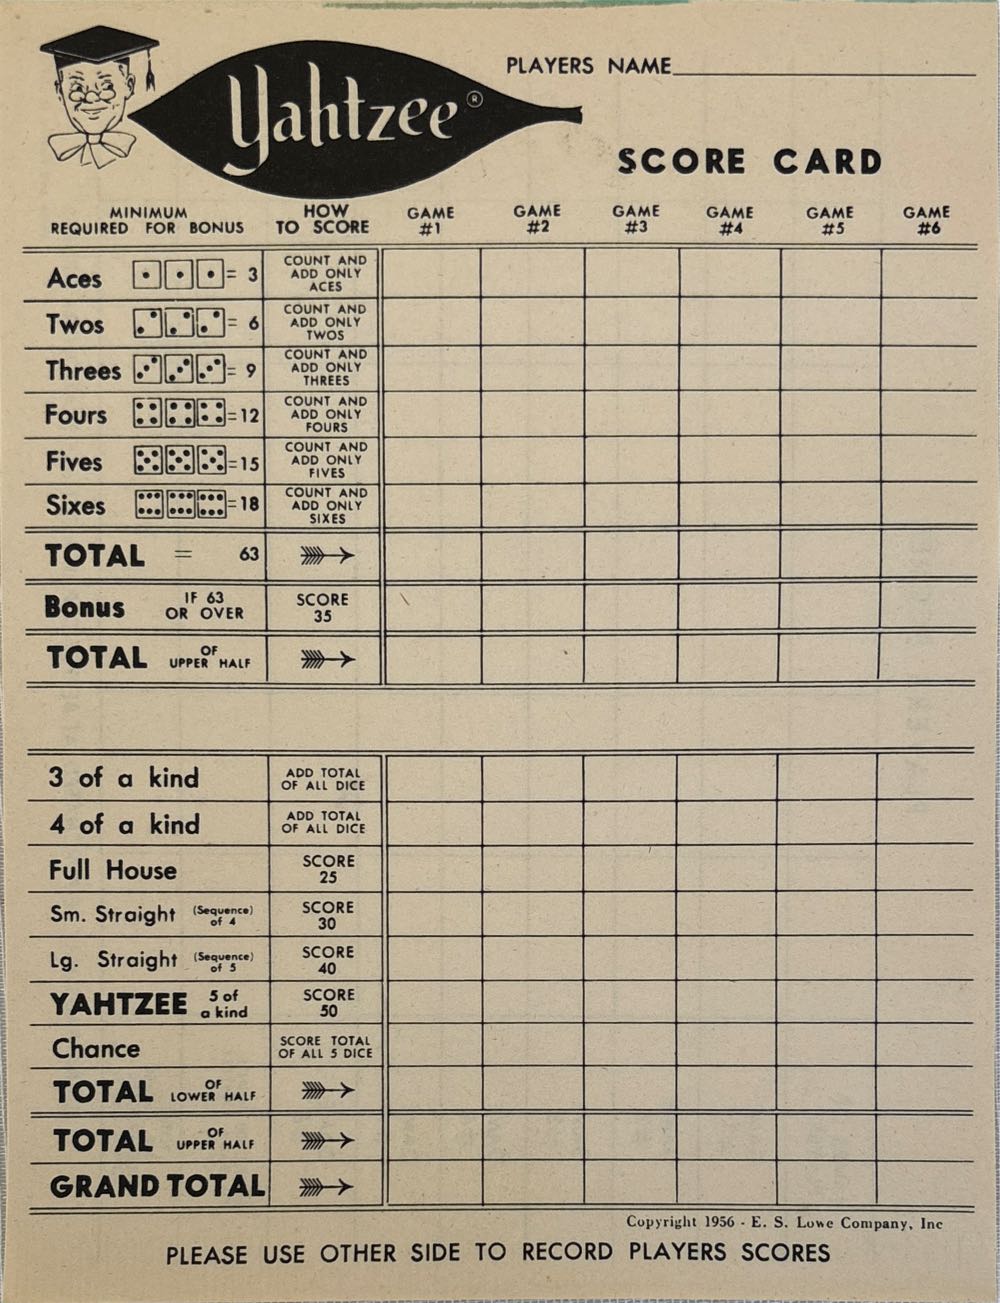 Yahtzee®
PLAYERS NAME
SCORE CARD
MINIMUM REQUIRED FOR BONUS
HOW TO SCORE
GAME #1
GAME #2
GAME #3
GAME #4
GAME #5
GAME #6
Aces = 3 COUNT AND ADD ONLY ACES
Twos = 6 COUNT AND ADD ONLY TWOS
Threes = 9 COUNT AND ADD ONLY THREES
Fours = 12 COUNT AND ADD ONLY FOURS
Fives = 15 COUNT AND ADD ONLY FIVES
Sixes = 18 COUNT AND ADD ONLY SIXES
TOTAL = 63
Bonus IF 63 OR OVER SCORE 35
TOTAL OF UPPER HALF
3 of a kind ADD TOTAL OF ALL DICE
4 of a kind ADD TOTAL OF ALL DICE
Full House SCORE 25
Sm. Straight (Sequence) of 4 SCORE 30
Lg. Straight (Sequence) of 5 SCORE 40
YAHTZEE 5 of a kind SCORE 50
Chance SCORE TOTAL OF ALL 5 DICE
TOTAL OF LOWER HALF
TOTAL OF UPPER HALF
GRAND TOTAL
Copyright 1956 - E. S. Lowe Company, Inc
PLEASE USE OTHER SIDE TO RECORD PLAYERS SCORES